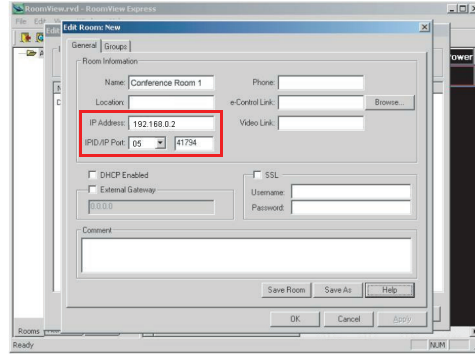 RoomView.rvd - RoomView Express
File Edit
Edit Room: New
General Groups
Room Information
Name: Conference Room 1 Phone:
Location: e-Control Link: Browse...
IP Address: 192.168.0.2 Video Link:
IPID/IP Port: 05 41794
DHCP Enabled SSL
External Gateway Username:
0.0.0.0 Password:
Comment
Save Room Save As Help
OK Cancel Apply
Rooms
Ready NUM